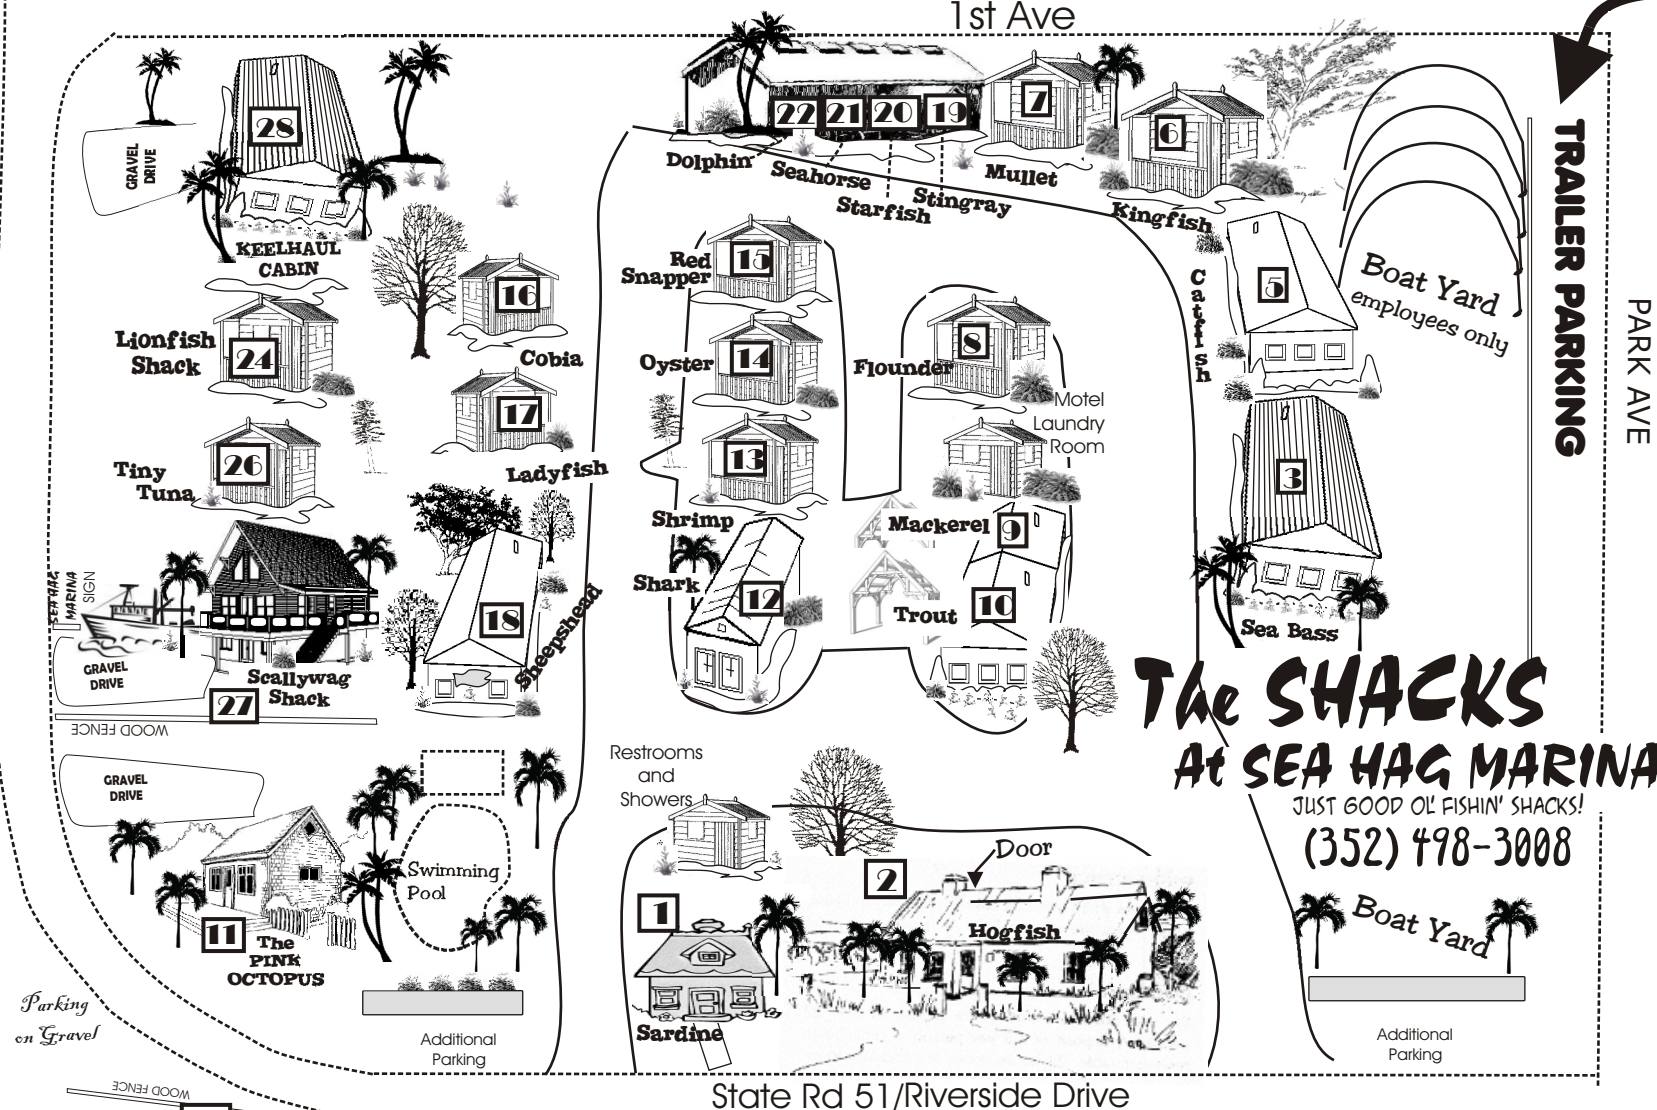 1st Ave
28
GRAVEL
DRIVE
KEELHAUL
CABIN
22
21
20
19
7
6
Dolphin
Seahorse
Starfish
Stingray
Mullet
Kingfish
TRAILER PARKING
PARK AVE
Red
Snapper
15
16
Cobia
Catfish
5
Boat Yard
employees only
Lionfish
Shack
24
Oyster
14
Flounder
8
Motel
Laundry
Room
17
Ladyfish
Tiny
Tuna
26
13
Shrimp
3
Mackerel
9
SEA HAG
MARINA
SIGN
Shark
12
Trout
10
18
Sheepshead
Sea Bass
GRAVEL
DRIVE
Scallywag
Shack
27
WOOD FENCE
The SHACKS
At SEA HAG MARINA
JUST GOOD OL' FISHIN' SHACKS!
(352) 498-3008
GRAVEL
DRIVE
Restrooms
and
Showers
Swimming
Pool
Door
2
1
Hogfish
Boat Yard
11
The
PINK
OCTOPUS
Sardine
Parking
on Gravel
Additional
Parking
Additional
Parking
WOOD FENCE
State Rd 51/Riverside Drive